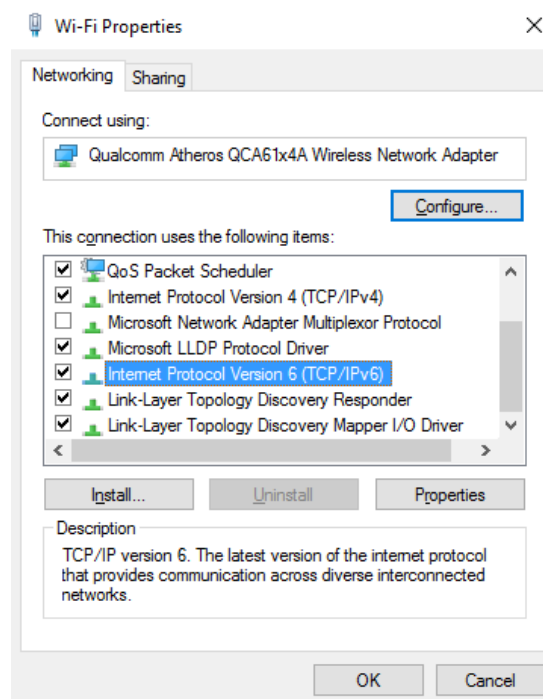 Wi-Fi Properties
Networking
Sharing
Connect using:
Qualcomm Atheros QCA61x4A Wireless Network Adapter
Configure...
This connection uses the following items:
QoS Packet Scheduler
Internet Protocol Version 4 (TCP/IPv4)
Microsoft Network Adapter Multiplexor Protocol
Microsoft LLDP Protocol Driver
Internet Protocol Version 6 (TCP/IPv6)
Link-Layer Topology Discovery Responder
Link-Layer Topology Discovery Mapper I/O Driver
Install...
Uninstall
Properties
Description
TCP/IP version 6. The latest version of the internet protocol
that provides communication across diverse interconnected
networks.
OK
Cancel